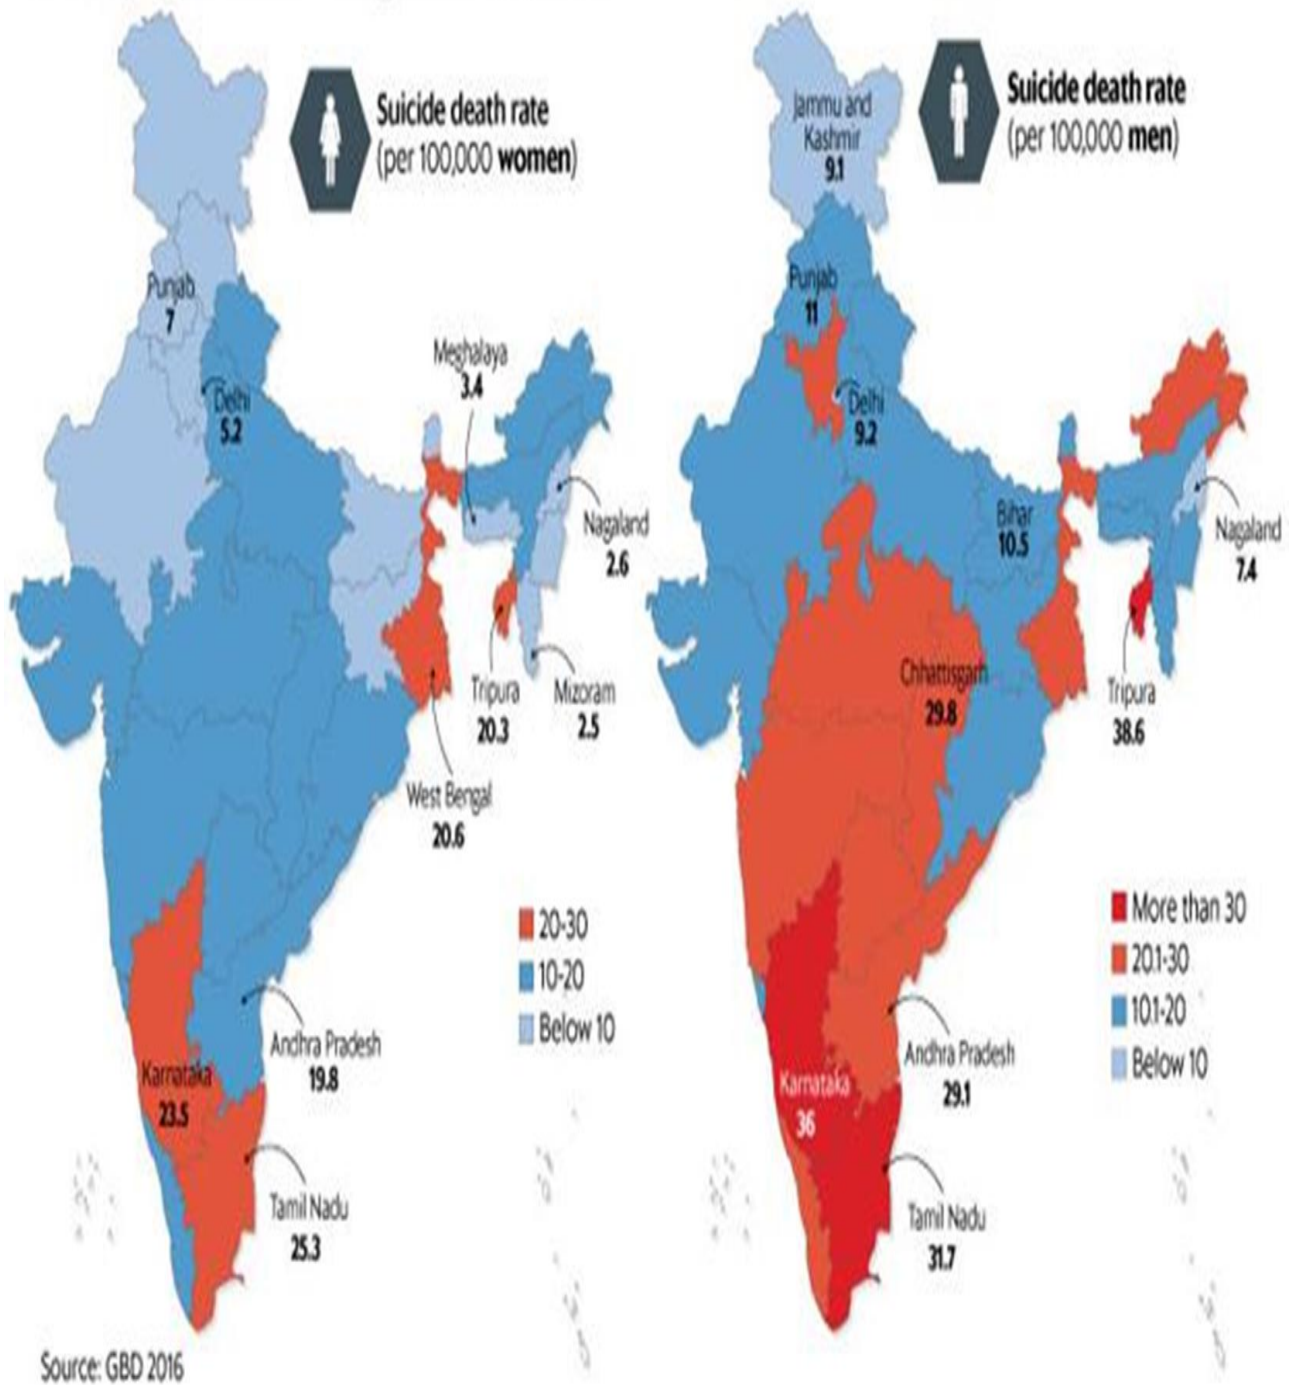 Suicide death rate
(per 100,000 women)
Punjab
7
Delhi
5.2
Meghalaya
3.4
Nagaland
2.6
Tripura
20.3
Mizoram
2.5
West Bengal
20.6
Andhra Pradesh
19.8
Karnataka
23.5
Tamil Nadu
25.3
20-30
10-20
Below 10
Source: GBD 2016
Suicide death rate
(per 100,000 men)
Jammu and
Kashmir
9.1
Punjab
11
Delhi
9.2
Bihar
10.5
Nagaland
7.4
Chhattisgarh
29.8
Tripura
38.6
Andhra Pradesh
29.1
Karnataka
36
Tamil Nadu
31.7
More than 30
20.1-30
10.1-20
Below 10